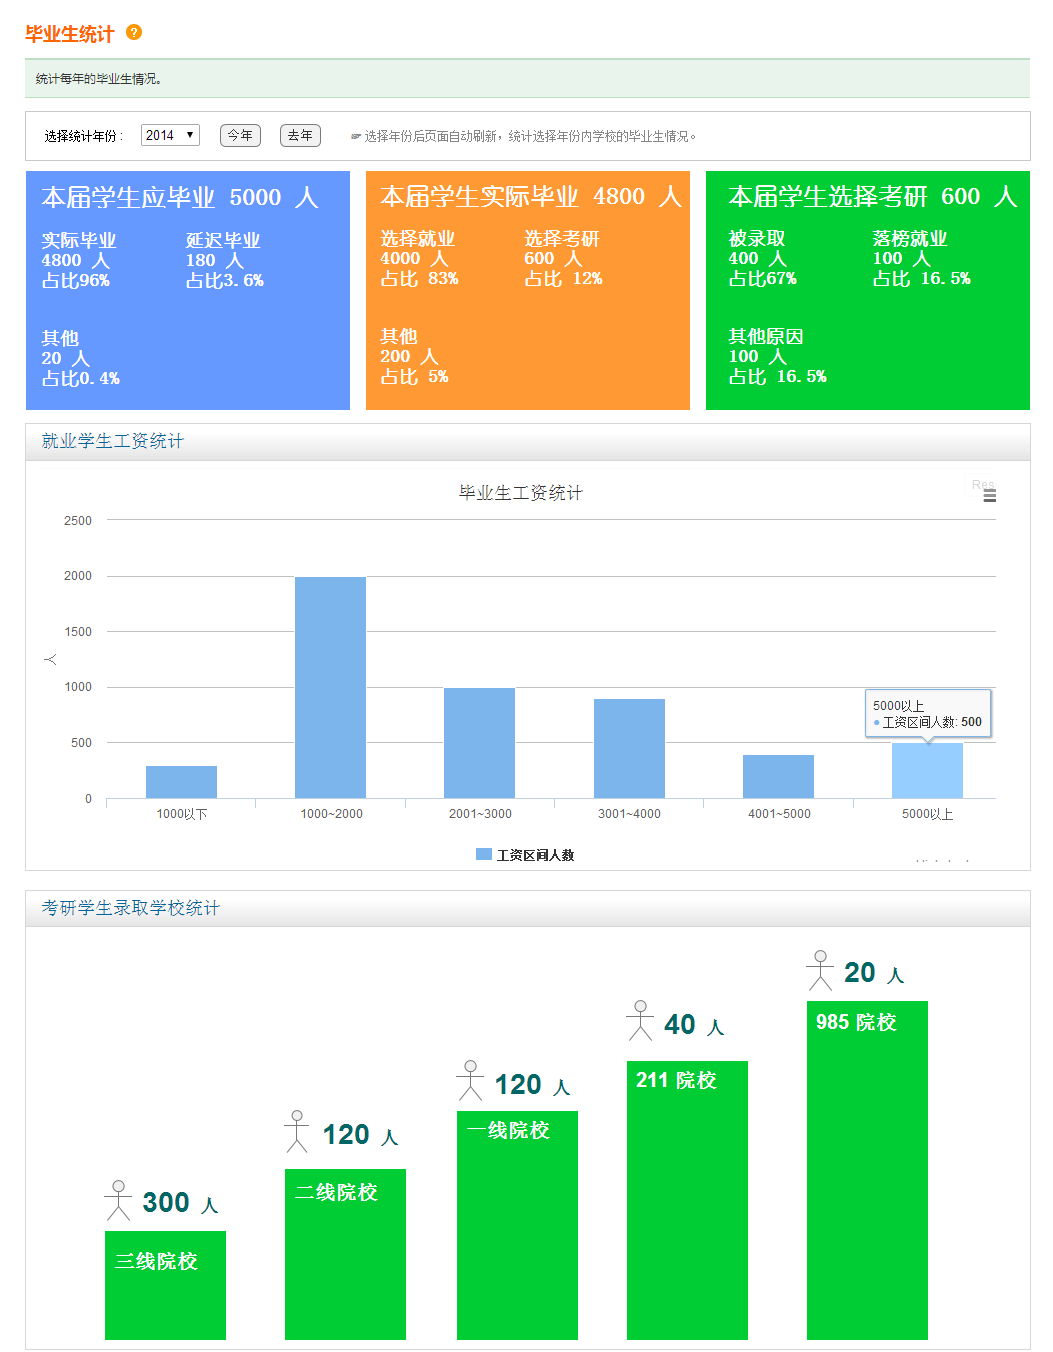 毕业生统计 ?
统计每年的毕业生情况。
选择统计年份： 2014 今年 去年 选择年份后页面自动刷新，统计选择年份内学校的毕业生情况。
本届学生应毕业 5000 人
实际毕业 延迟毕业
4800 人 180 人
占比96% 占比3.6%
其他
20 人
占比0.4%
本届学生实际毕业 4800 人
选择就业 选择考研
4000 人 600 人
占比 83% 占比 12%
其他
200 人
占比 5%
本届学生选择考研 600 人
被录取 落榜就业
400 人 100 人
占比67% 占比 16.5%
其他原因
100 人
占比 16.5%
就业学生工资统计
毕业生工资统计
Res
2500
2000
1500
人
1000
500
0
5000以上
工资区间人数: 500
1000以下 1000~2000 2001~3000 3001~4000 4001~5000 5000以上
工资区间人数
考研学生录取学校统计
20 人
985 院校
40 人
211 院校
120 人
一线院校
120 人
二线院校
300 人
三线院校